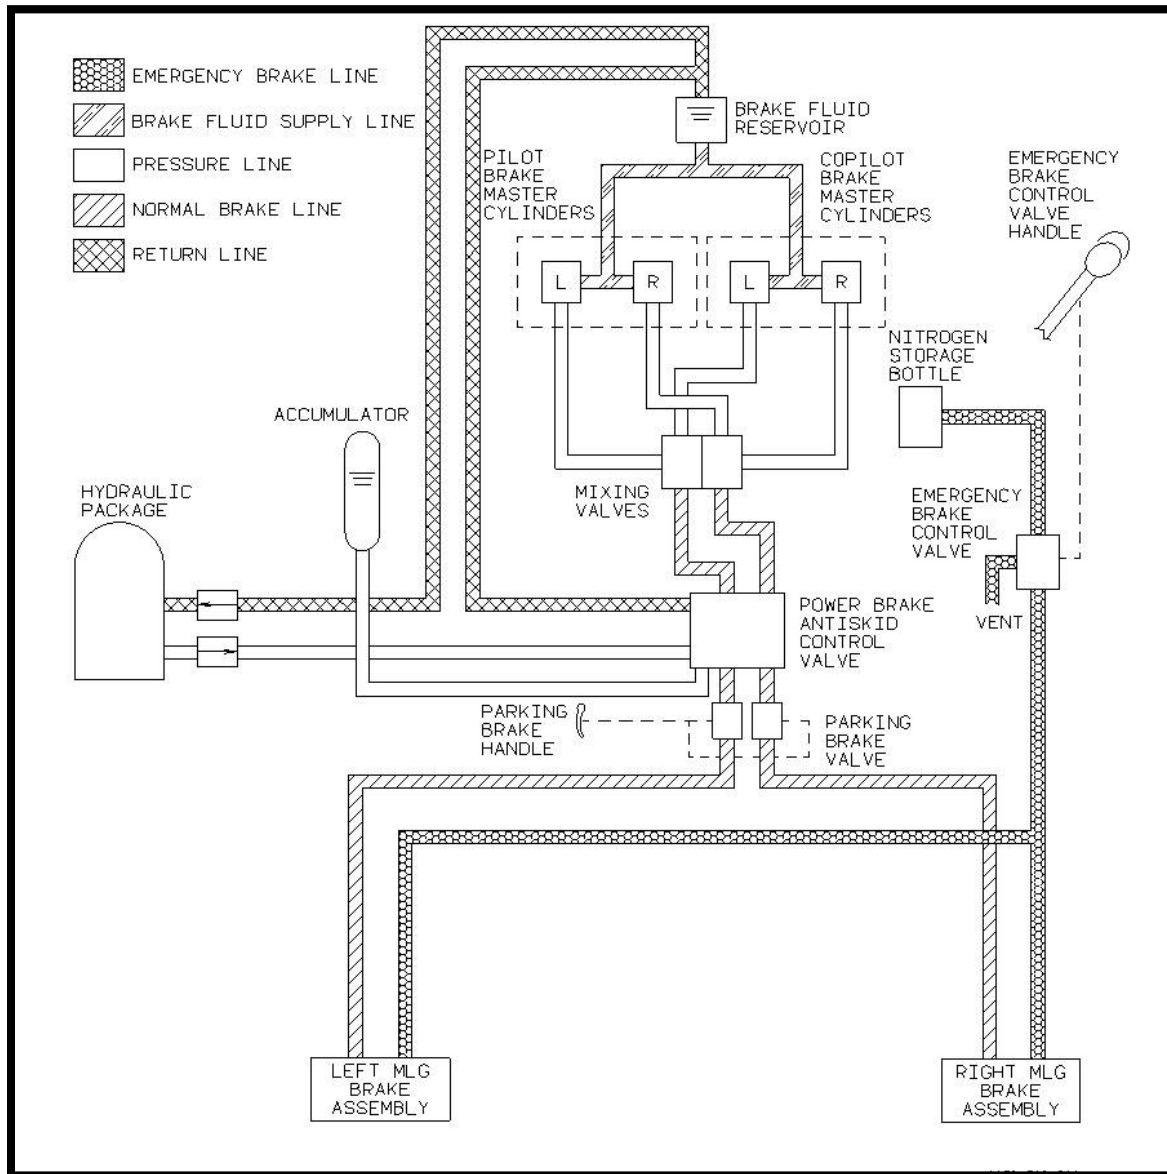 EMERGENCY BRAKE LINE
BRAKE FLUID SUPPLY LINE
PRESSURE LINE
NORMAL BRAKE LINE
RETURN LINE
BRAKE FLUID
RESERVOIR
PILOT
BRAKE
MASTER
CYLINDERS
COPILOT
BRAKE
MASTER
CYLINDERS
EMERGENCY
BRAKE
CONTROL
VALVE
HANDLE
L
R
L
R
NITROGEN
STORAGE
BOTTLE
ACCUMULATOR
HYDRAULIC
PACKAGE
MIXING
VALVES
EMERGENCY
BRAKE
CONTROL
VALVE
VENT
POWER BRAKE
ANTISKID
CONTROL
VALVE
PARKING
BRAKE
HANDLE
PARKING
BRAKE
VALVE
LEFT MLG
BRAKE
ASSEMBLY
RIGHT MLG
BRAKE
ASSEMBLY